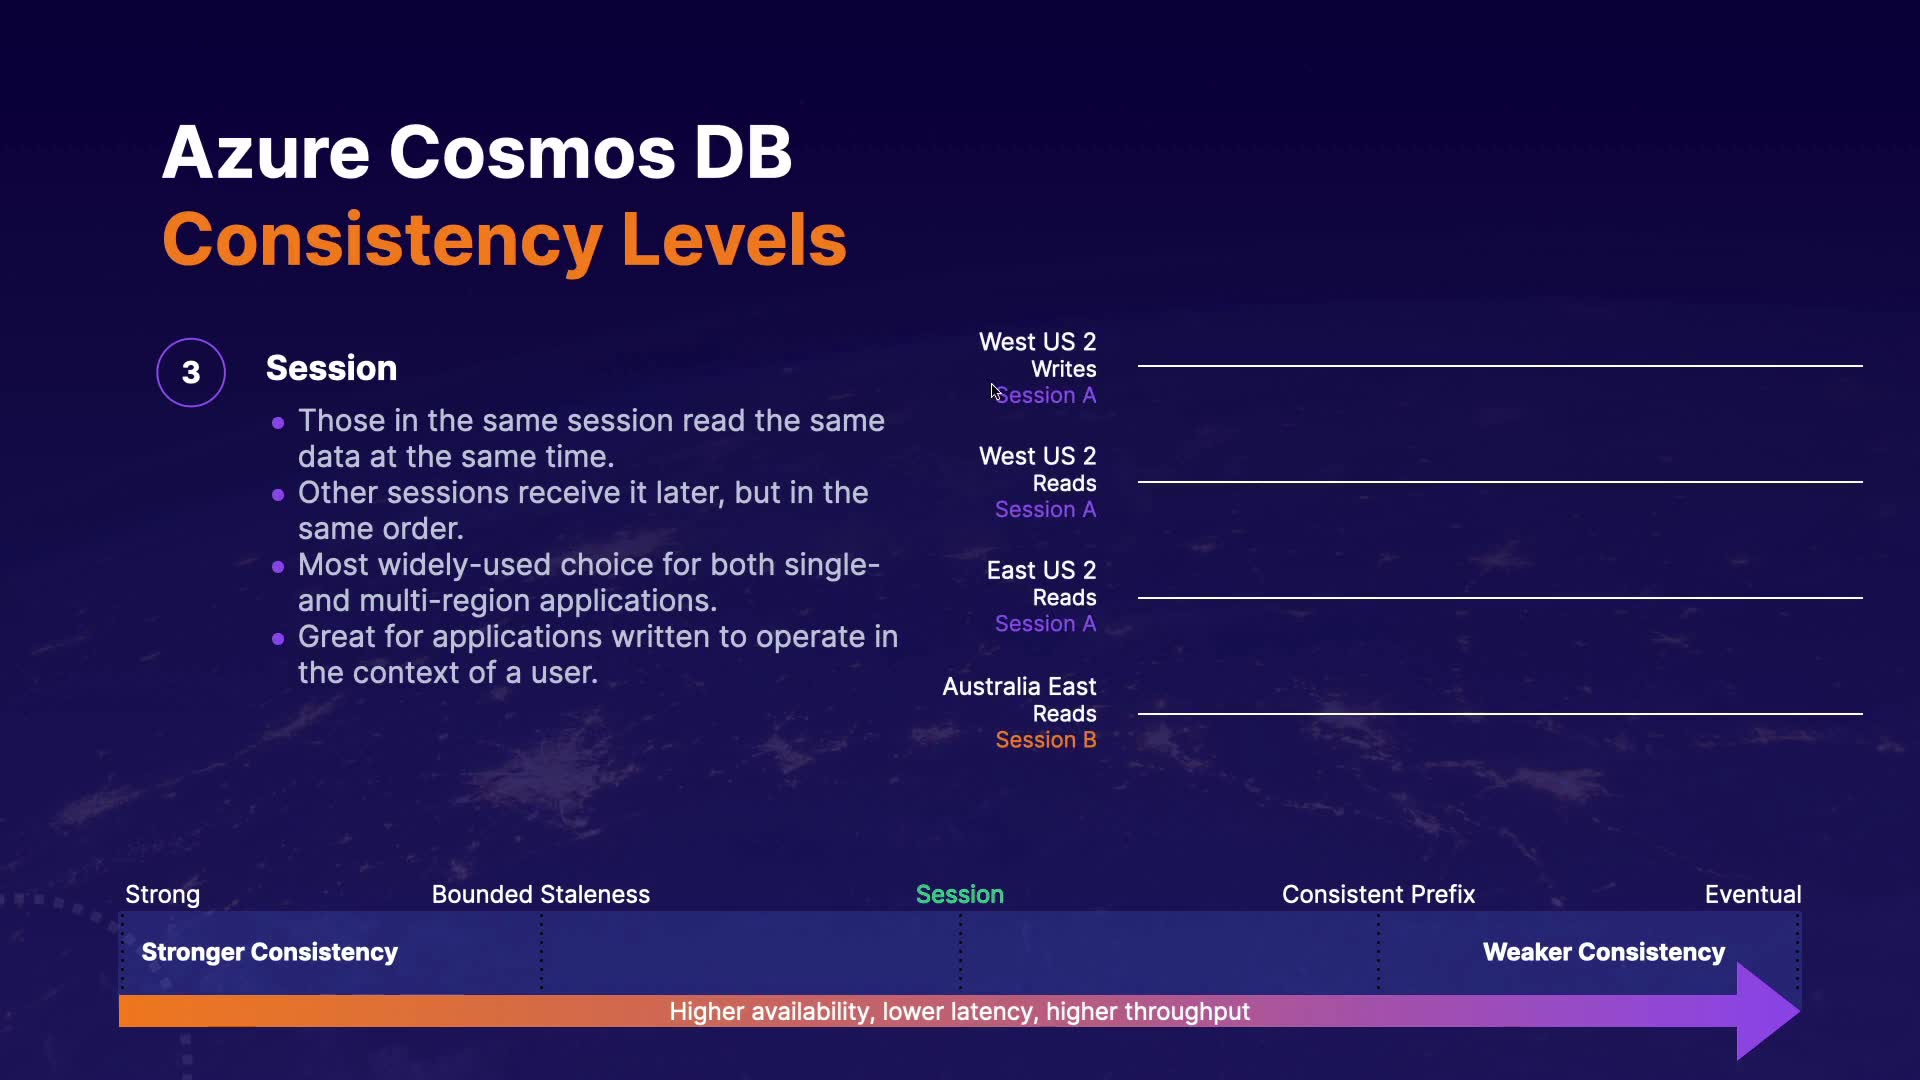 Azure Cosmos DB
Consistency Levels
3
Session
Those in the same session read the same
data at the same time.
Other sessions receive it later, but in the
same order.
Most widely-used choice for both single-
and multi-region applications.
Great for applications written to operate in
the context of a user.
West US 2
Writes
Session A
West US 2
Reads
Session A
East US 2
Reads
Session A
Australia East
Reads
Session B
Strong
Bounded Staleness
Session
Consistent Prefix
Eventual
Stronger Consistency
Weaker Consistency
Higher availability, lower latency, higher throughput